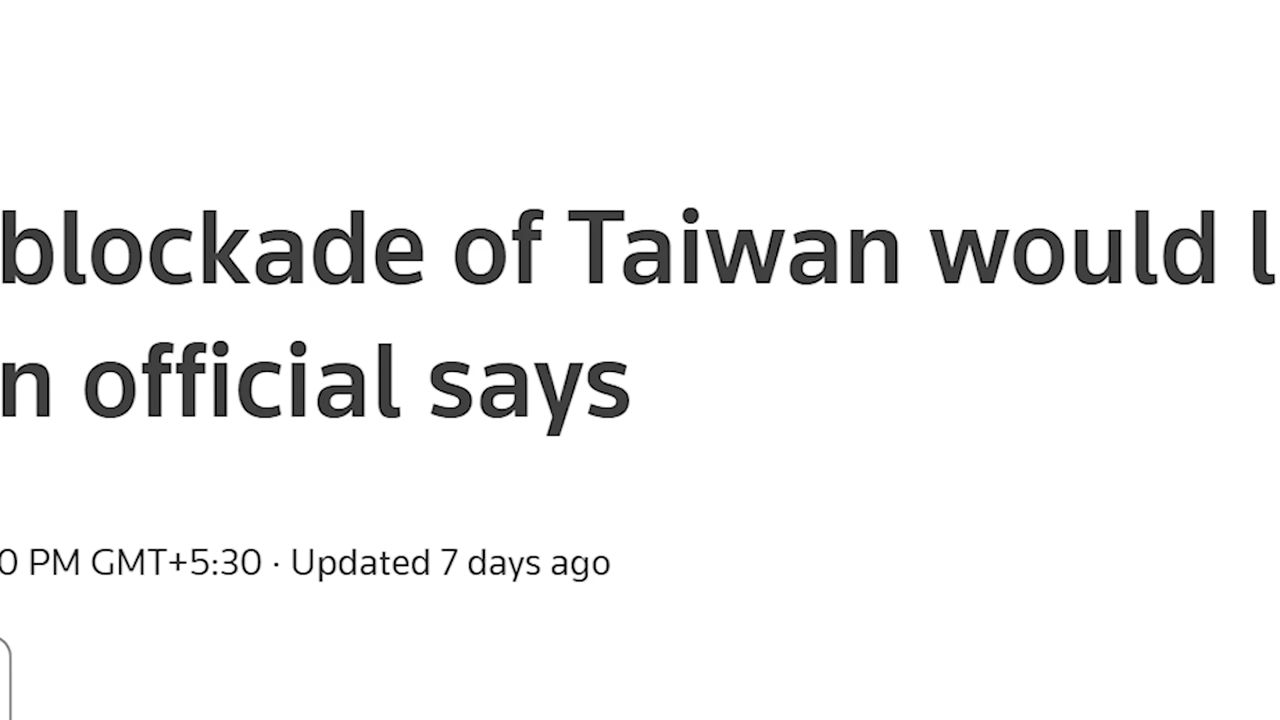 blockade of Taiwan would l
n official says
0 PM GMT+5:30 · Updated 7 days ago